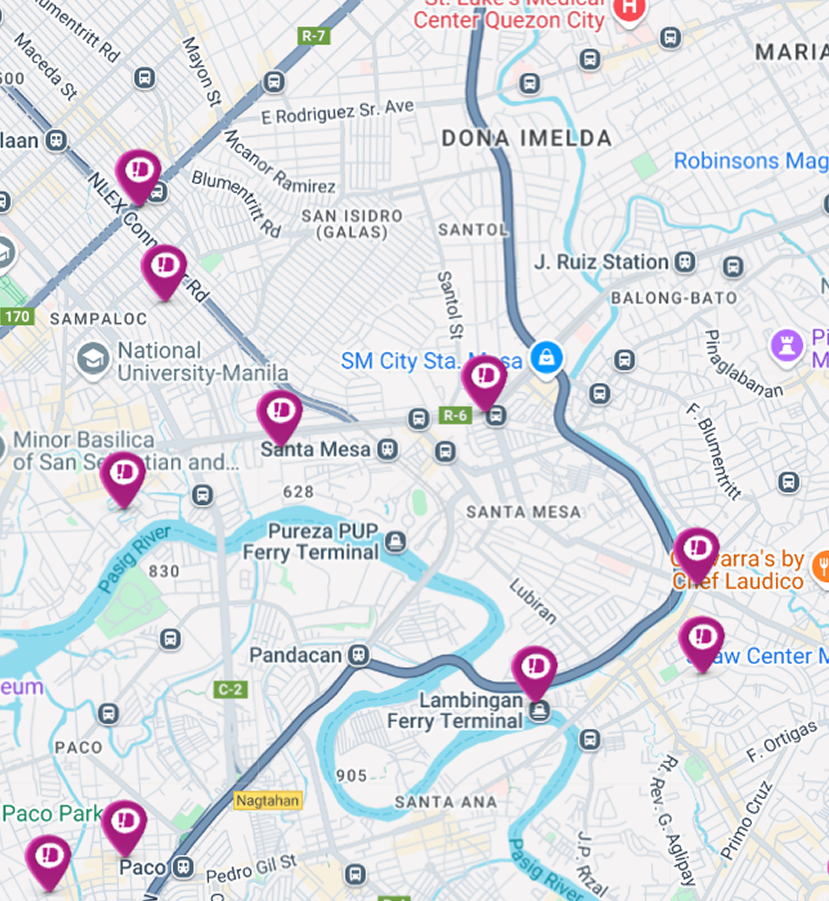 St. Luke's Medical
Center Quezon City
R-7
Blumentritt Rd
Maceda St
Mayon St
MARIA
500
E Rodriguez Sr. Ave
laan
DONA IMELDA
Mcanor Ramirez
Robinsons Mag
NLEX Conn
r Rd
Blumentritt Rd
SAN ISIDRO
(GALAS)
SANTOL
J. Ruiz Station
Santol St
BALONG-BATO
170
SAMPALOC
National
University-Manila
SM City Sta. Mesa
Pi
M
Pinaglabanan
R-6
F. Blumentritt
Minor Basilica
of San Sebastian and...
Santa Mesa
628
SANTA MESA
Pureza PUP
Ferry Terminal
Pasig River
830
Chef Laudico
Lubiran
Pandacan
aw Center M
eum
C-2
Lambingan
Ferry Terminal
PACO
905
F. Ortigas
Nagtahan
SANTA ANA
Rt. Rev. G. Aglipay
Primo Cruz
Paco Park
Paco
Pedro Gil St
J.P. Rizal
Pasig River